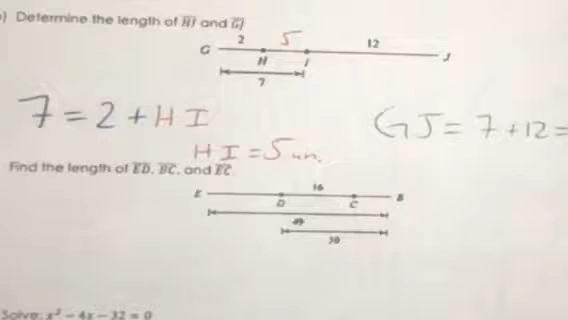 ) Determine the length of HI and GJ
2 5 12
G H I J
7
7 = 2 + HI
GJ = 7 + 12 =
HI = 5 un.
Find the length of ED, DC, and EC.
16
E D C B
30
Solve: x² - 4x - 32 = 0